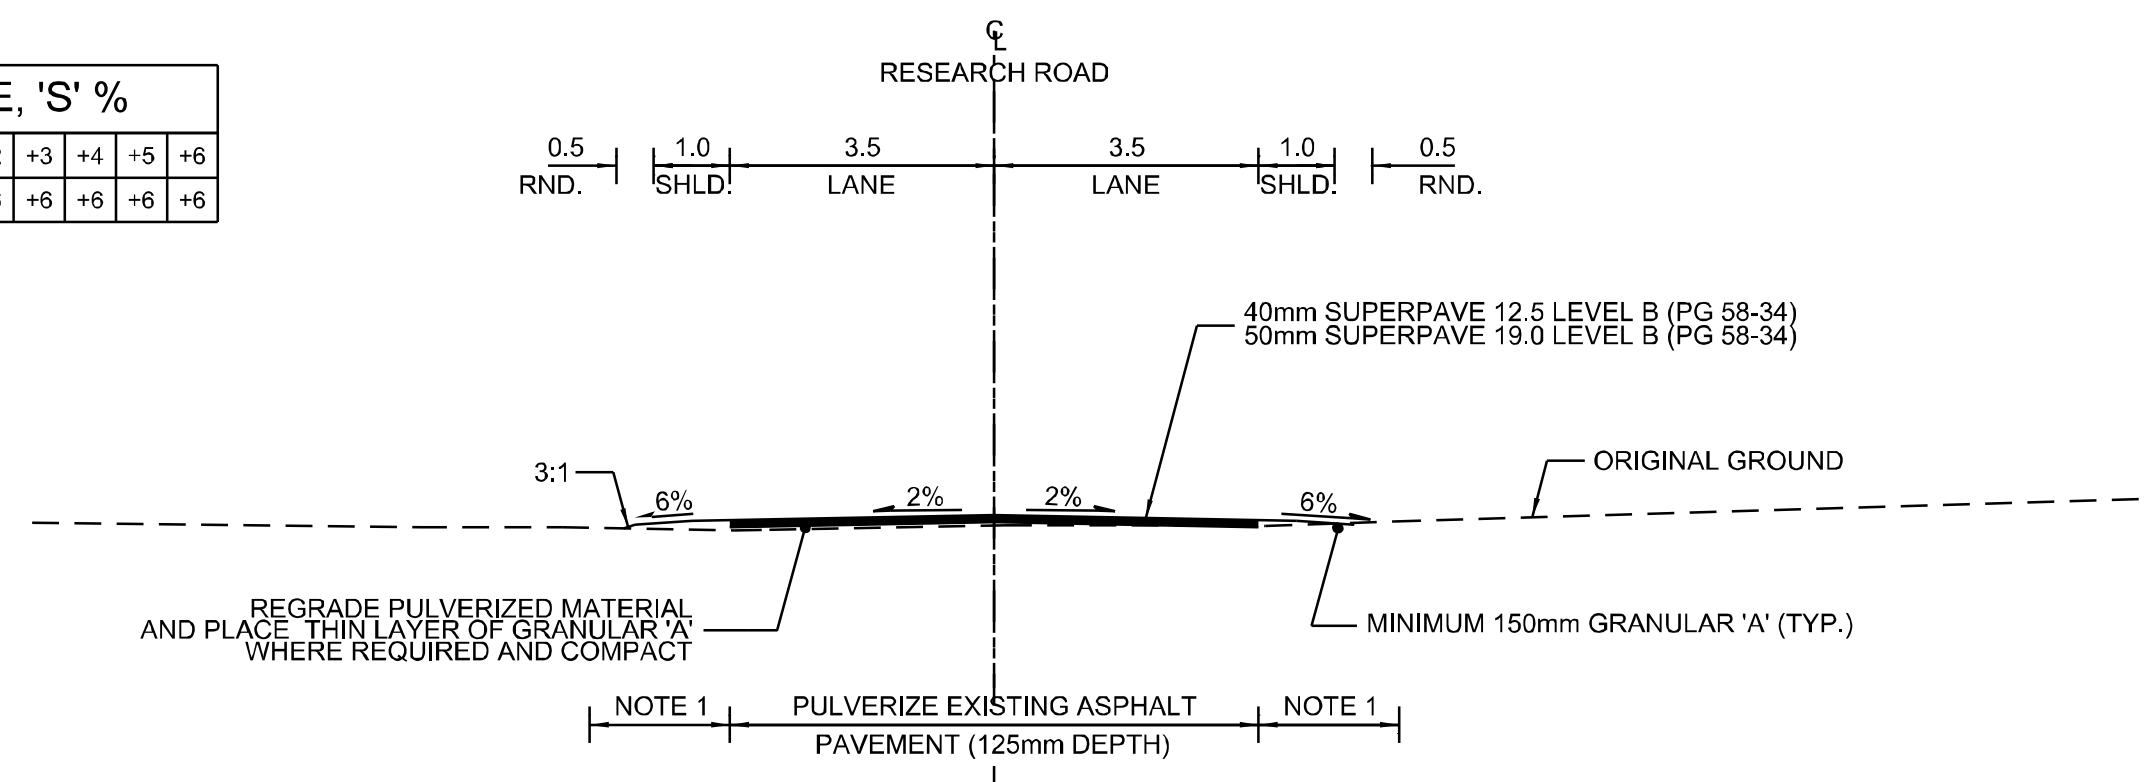 ℄
RESEARCH ROAD
E, 'S' %
+3 +4 +5 +6
+6 +6 +6 +6
0.5 1.0 3.5 3.5 1.0 0.5
RND. SHLD. LANE LANE SHLD. RND.
40mm SUPERPAVE 12.5 LEVEL B (PG 58-34)
50mm SUPERPAVE 19.0 LEVEL B (PG 58-34)
3:1
ORIGINAL GROUND
6% 2% 2% 6%
REGRADE PULVERIZED MATERIAL
AND PLACE THIN LAYER OF GRANULAR 'A'
WHERE REQUIRED AND COMPACT
MINIMUM 150mm GRANULAR 'A' (TYP.)
NOTE 1 PULVERIZE EXISTING ASPHALT NOTE 1
PAVEMENT (125mm DEPTH)